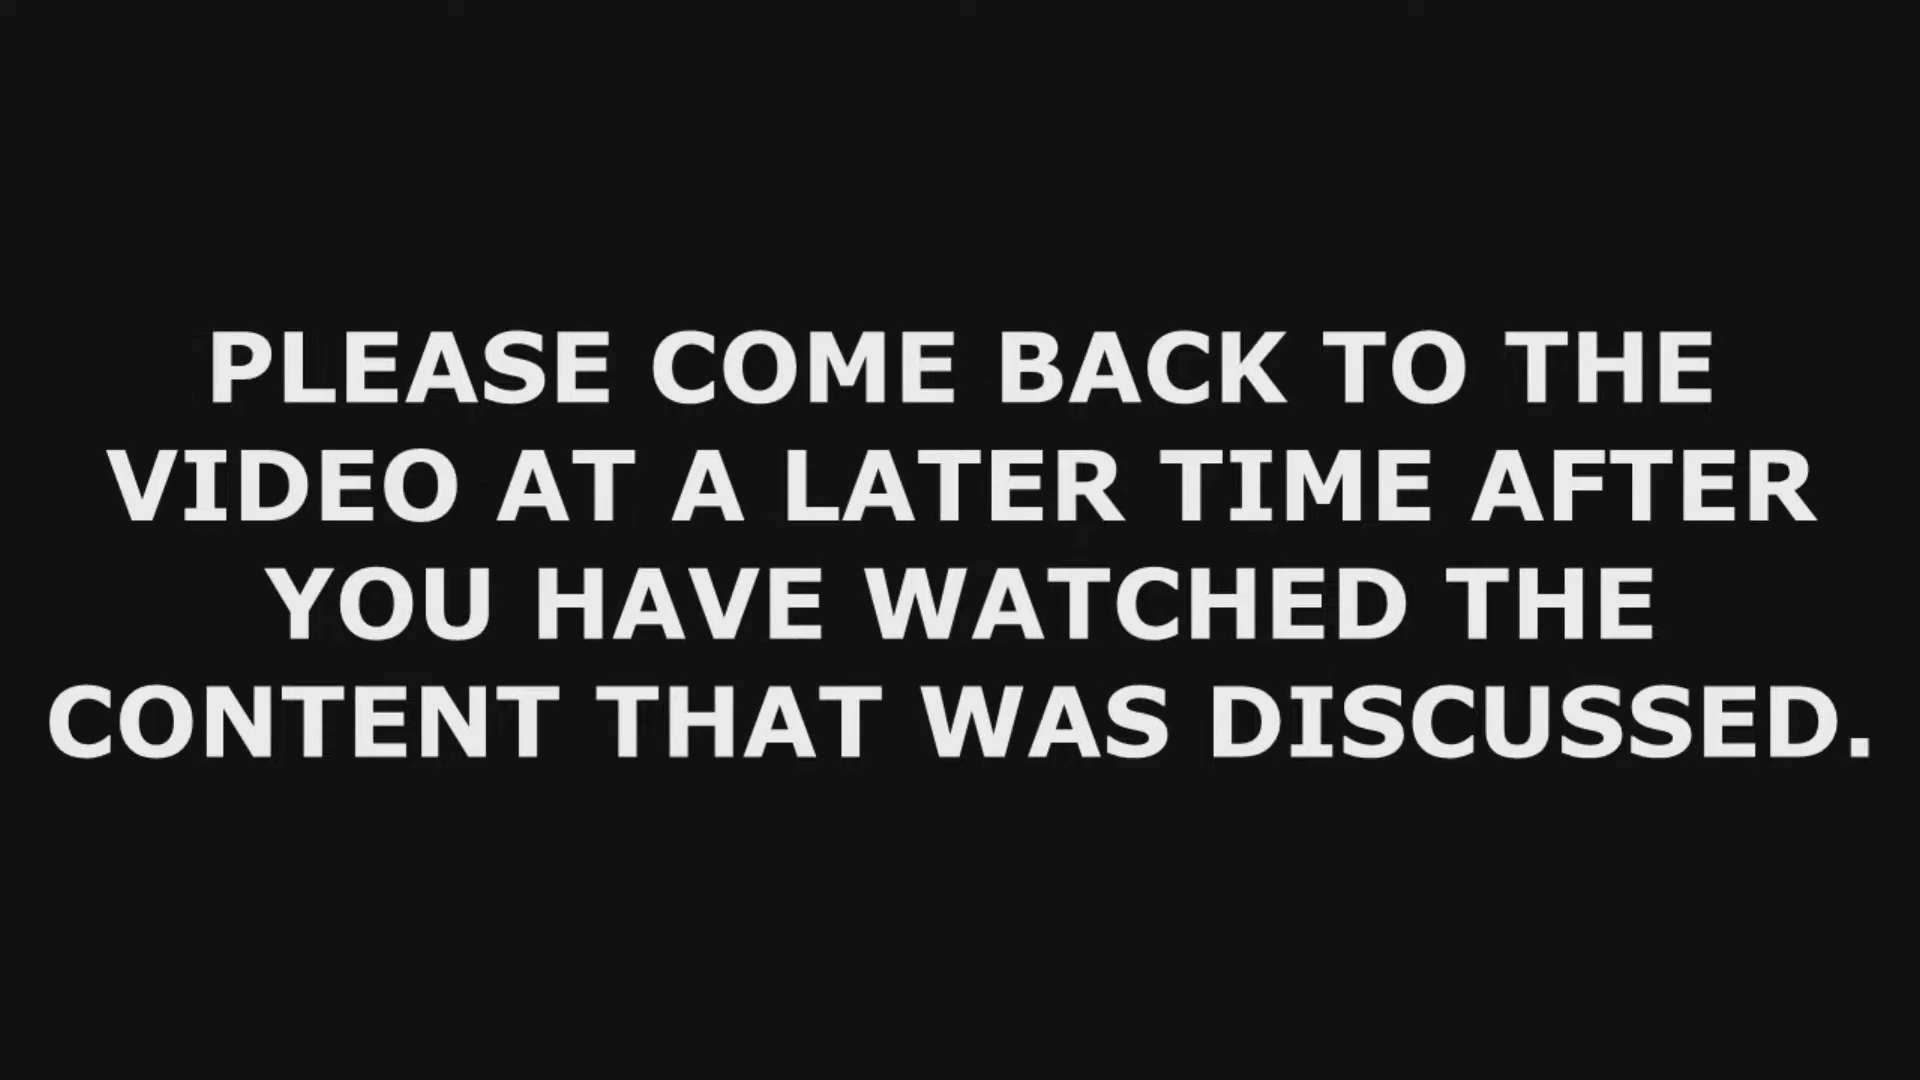 PLEASE COME BACK TO THE
VIDEO AT A LATER TIME AFTER
YOU HAVE WATCHED THE
CONTENT THAT WAS DISCUSSED.